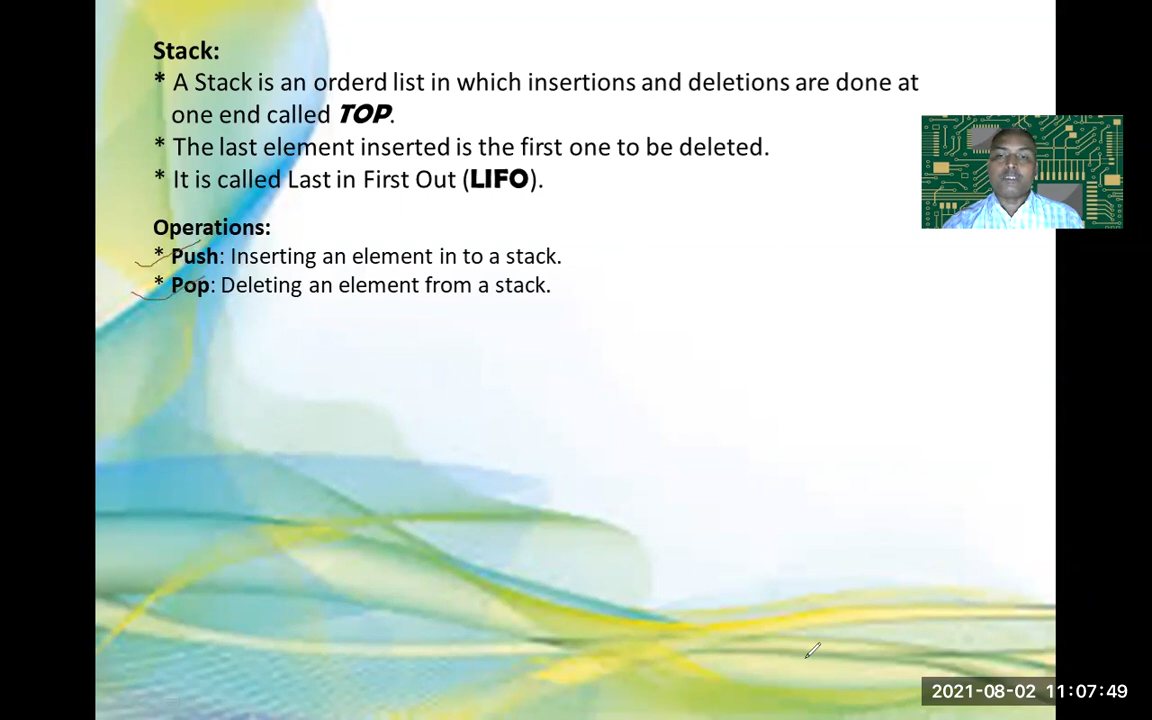 Stack:
* A Stack is an orderd list in which insertions and deletions are done at
one end called TOP.
* The last element inserted is the first one to be deleted.
* It is called Last in First Out (LIFO).
Operations:
* Push: Inserting an element in to a stack.
* Pop: Deleting an element from a stack.
2021-08-02 11:07:49